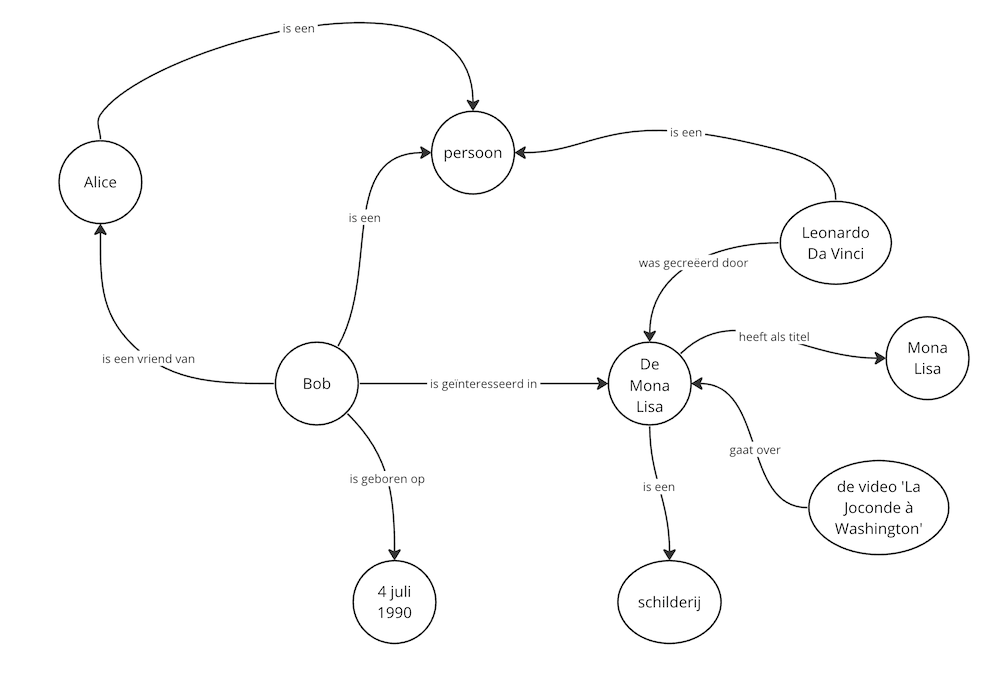 is een
is een
persoon
Alice
is een
Leonardo
Da Vinci
was gecreëerd door
is een vriend van
Bob
is geïnteresseerd in
De
Mona
Lisa
heeft als titel
Mona
Lisa
is geboren op
gaat over
is een
de video 'La
Joconde à
Washington'
4 juli
1990
schilderij